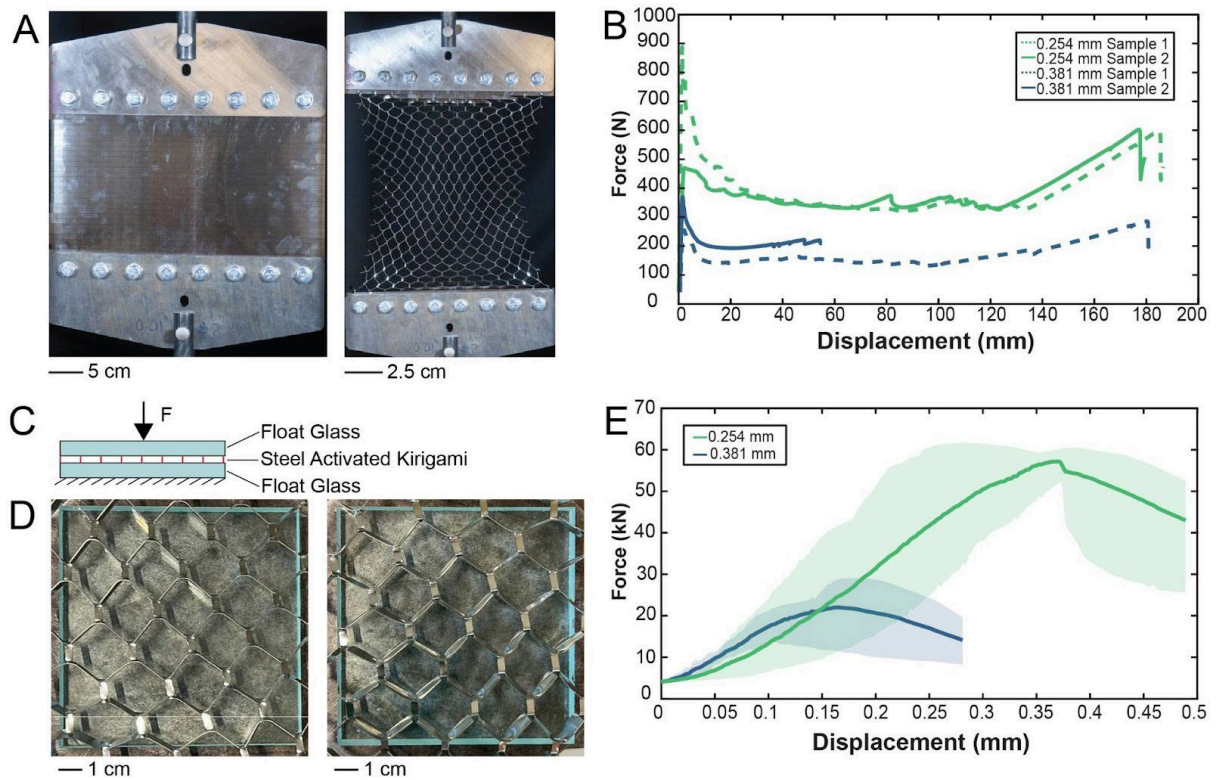 A
5 cm
2.5 cm
B
Force (N)
1000
900
800
700
600
500
400
300
200
100
0
0 20 40 60 80 100 120 140 160 180 200
Displacement (mm)
0.254 mm Sample 1
0.254 mm Sample 2
0.381 mm Sample 1
0.381 mm Sample 2
C
F
Float Glass
Steel Activated Kirigami
Float Glass
D
1 cm
1 cm
E
Force (kN)
70
60
50
40
30
20
10
0
0 0.05 0.1 0.15 0.2 0.25 0.3 0.35 0.4 0.45 0.5
Displacement (mm)
0.254 mm
0.381 mm